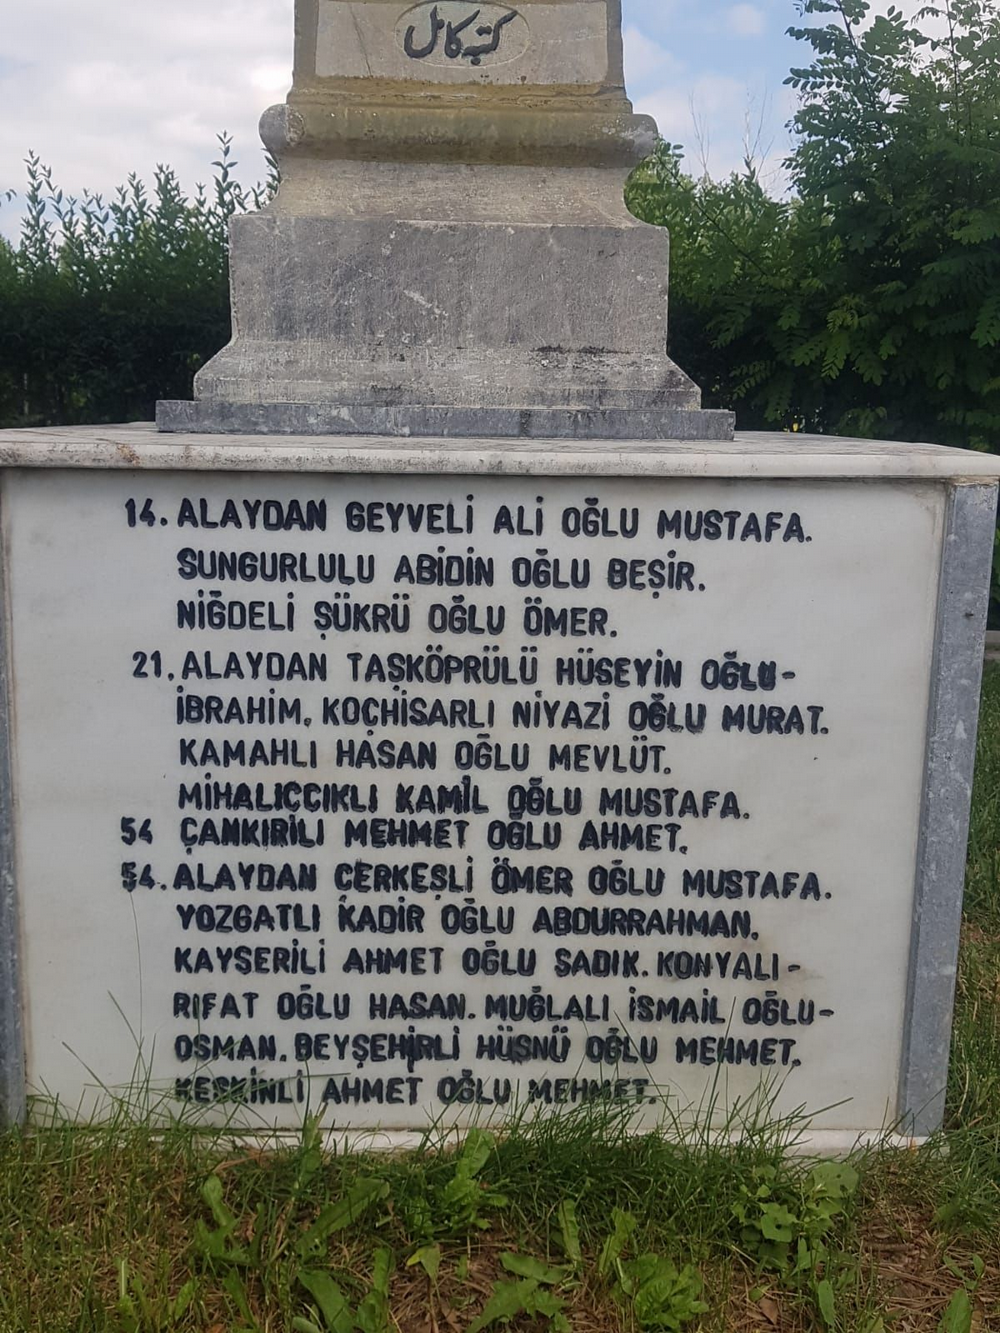 كتبه كامل
14. ALAYDAN GEYVELİ ALİ OĞLU MUSTAFA.
SUNGURLULU ABİDİN OĞLU BEŞİR.
NİĞDELİ ŞÜKRÜ OĞLU ÖMER.
21. ALAYDAN TAŞKÖPRÜLÜ HÜSEYİN OĞLU-
İBRAHİM. KOÇHİSARLI NİYAZİ OĞLU MURAT.
KAMAHLI HASAN OĞLU MEVLÜT.
MİHALIÇCIKLI KAMİL OĞLU MUSTAFA.
54 ÇANKIRILI MEHMET OĞLU AHMET.
54. ALAYDAN ÇERKEŞLİ ÖMER OĞLU MUSTAFA.
YOZGATLI KADİR OĞLU ABDURRAHMAN.
KAYSERİLİ AHMET OĞLU SADIK. KONYALI-
RIFAT OĞLU HASAN. MUĞLALI İSMAİL OĞLU-
OSMAN. BEYŞEHİRLİ HÜSNÜ OĞLU MEHMET.
KESKİNLİ AHMET OĞLU MEHMET.